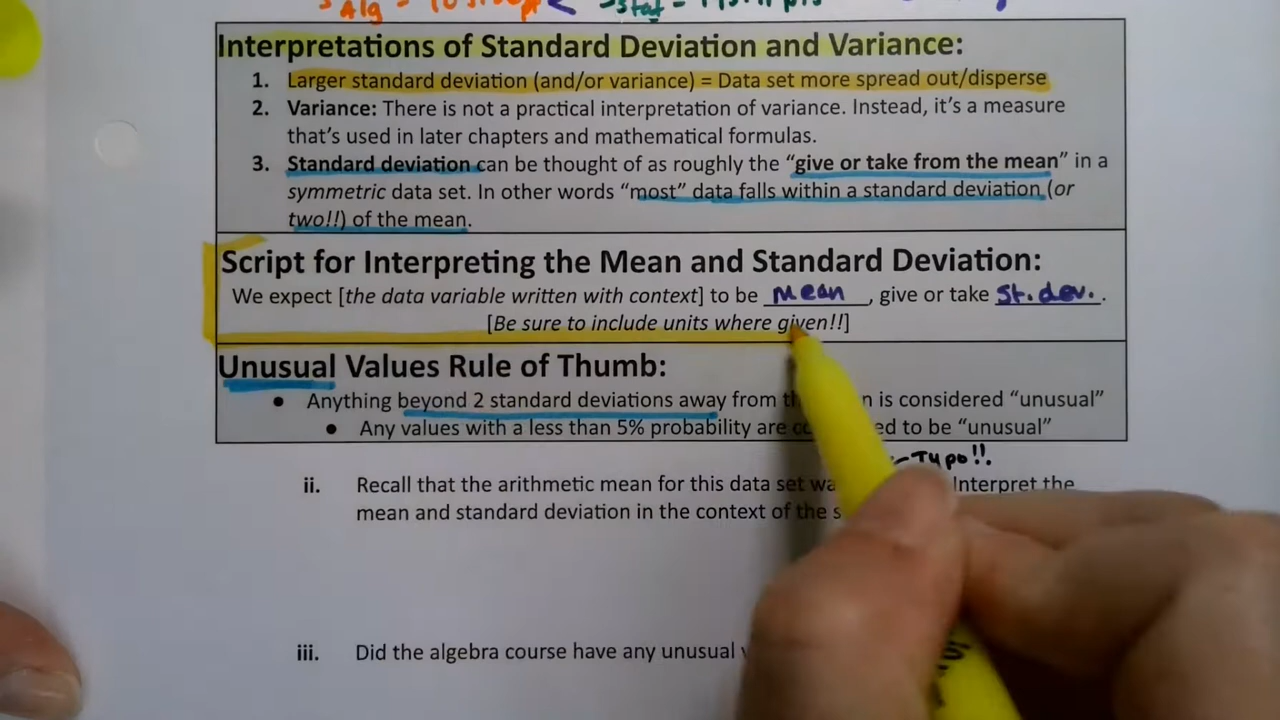 Alg
Interpretations of Standard Deviation and Variance:
1. Larger standard deviation (and/or variance) = Data set more spread out/disperse
2. Variance: There is not a practical interpretation of variance. Instead, it's a measure
that's used in later chapters and mathematical formulas.
3. Standard deviation can be thought of as roughly the “give or take from the mean” in a
symmetric data set. In other words “most” data falls within a standard deviation (or
two!!) of the mean.
Script for Interpreting the Mean and Standard Deviation:
We expect [the data variable written with context] to be mean, give or take St. dev..
[Be sure to include units where given!!]
Unusual Values Rule of Thumb:
• Anything beyond 2 standard deviations away from is considered “unusual”
• Any values with a less than 5% probability are to be “unusual”
Typo!!.
ii. Recall that the arithmetic mean for this data set Interpret the
mean and standard deviation in the context of the
iii. Did the algebra course have any unusual